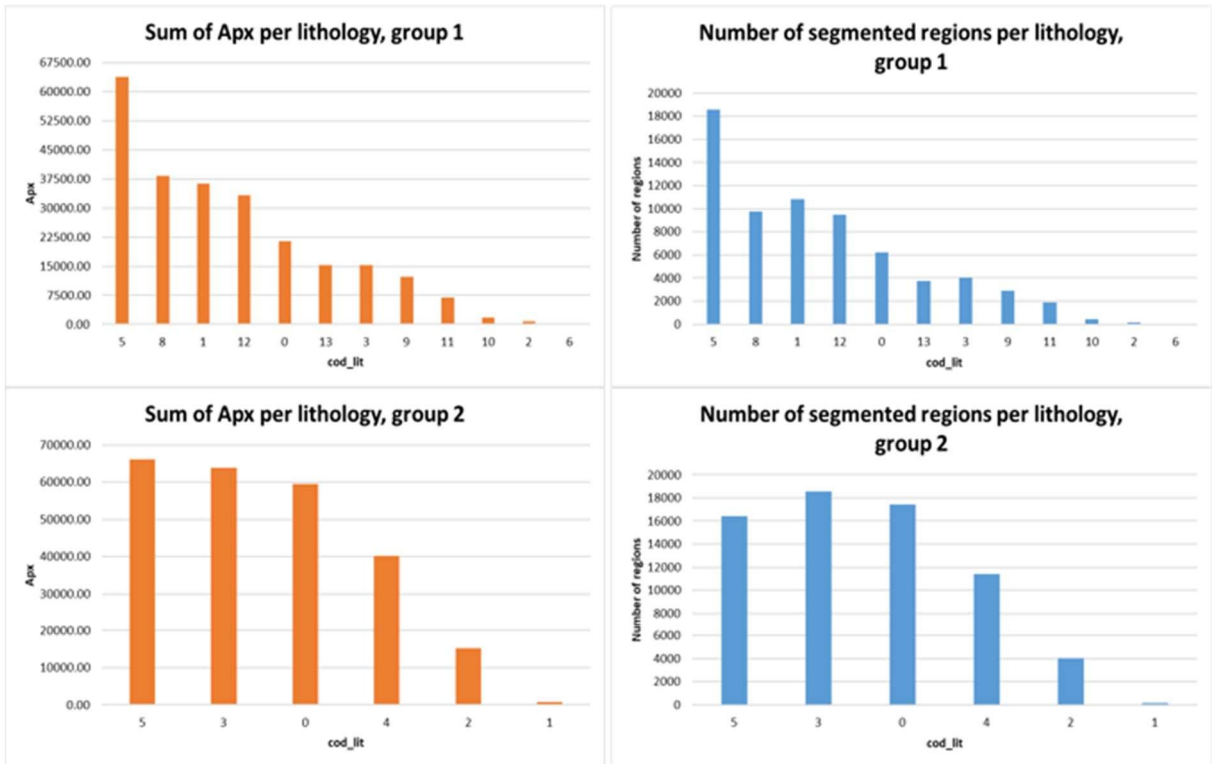 Sum of Apx per lithology, group 1
67500.00
60000.00
52500.00
45000.00
37500.00
30000.00
22500.00
15000.00
7500.00
0.00
Apx
5 8 1 12 0 13 3 9 11 10 2 6
cod_lit
Number of segmented regions per lithology,
group 1
20000
18000
16000
14000
12000
10000
8000
6000
4000
2000
0
Number of regions
5 8 1 12 0 13 3 9 11 10 2 6
cod_lit
Sum of Apx per lithology, group 2
70000.00
60000.00
50000.00
40000.00
30000.00
20000.00
10000.00
0.00
Apx
5 3 0 4 2 1
cod_lit
Number of segmented regions per lithology,
group 2
20000
18000
16000
14000
12000
10000
8000
6000
4000
2000
0
Number of regions
5 3 0 4 2 1
cod_lit